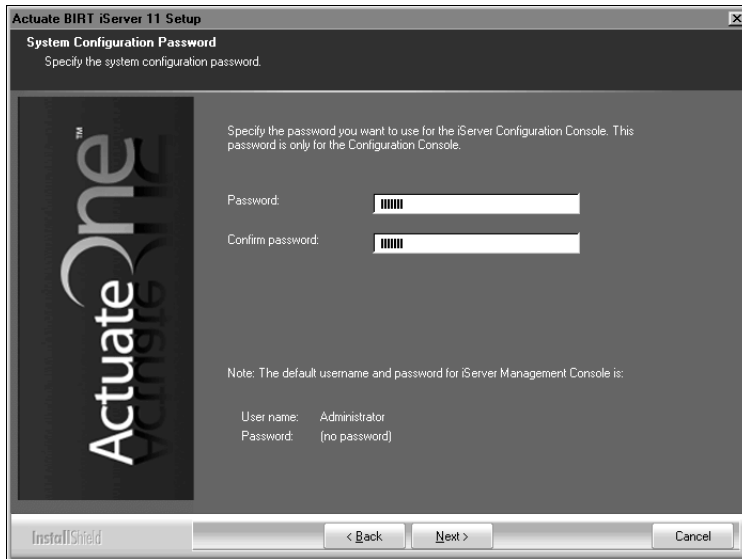 Actuate BIRT iServer 11 Setup
System Configuration Password
Specify the system configuration password.
Specify the password you want to use for the iServer Configuration Console. This
password is only for the Configuration Console.
Password:
Confirm password:
ActuateOne™
Note: The default username and password for iServer Management Console is:
User name: Administrator
Password: (no password)
InstallShield
< Back
Next >
Cancel